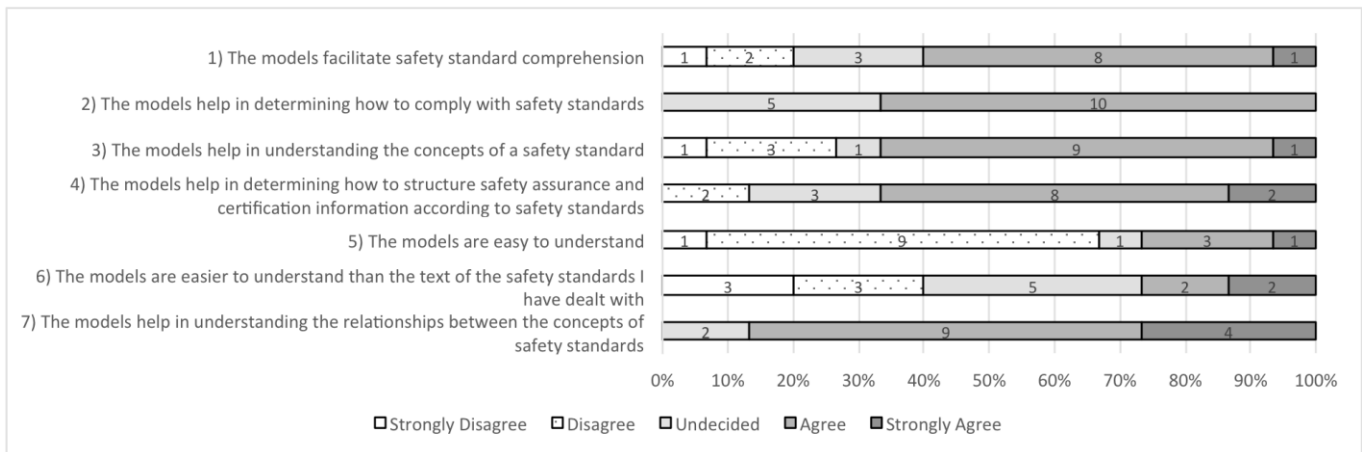 1) The models facilitate safety standard comprehension
1 2 3 8 1
2) The models help in determining how to comply with safety standards
5 10
3) The models help in understanding the concepts of a safety standard
1 3 1 9 1
4) The models help in determining how to structure safety assurance and
certification information according to safety standards
2 3 8 2
5) The models are easy to understand
1 9 1 3 1
6) The models are easier to understand than the text of the safety standards I
have dealt with
3 3 5 2 2
7) The models help in understanding the relationships between the concepts of
safety standards
2 9 4
0% 10% 20% 30% 40% 50% 60% 70% 80% 90% 100%
Strongly Disagree Disagree Undecided Agree Strongly Agree